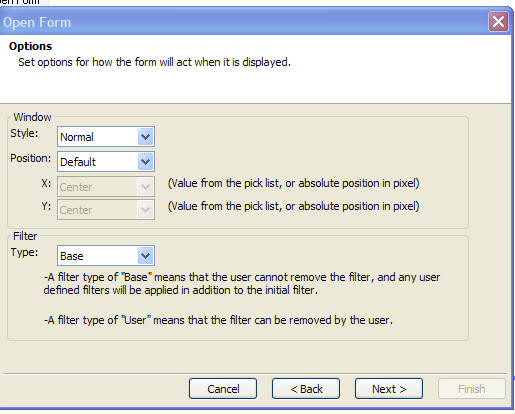 Open Form
Options
Set options for how the form will act when it is displayed.
Window
Style: Normal
Position: Default
X: Center (Value from the pick list, or absolute position in pixel)
Y: Center (Value from the pick list, or absolute position in pixel)
Filter
Type: Base
-A filter type of "Base" means that the user cannot remove the filter, and any user
defined filters will be applied in addition to the initial filter.
-A filter type of "User" means that the filter can be removed by the user.
Cancel < Back Next > Finish